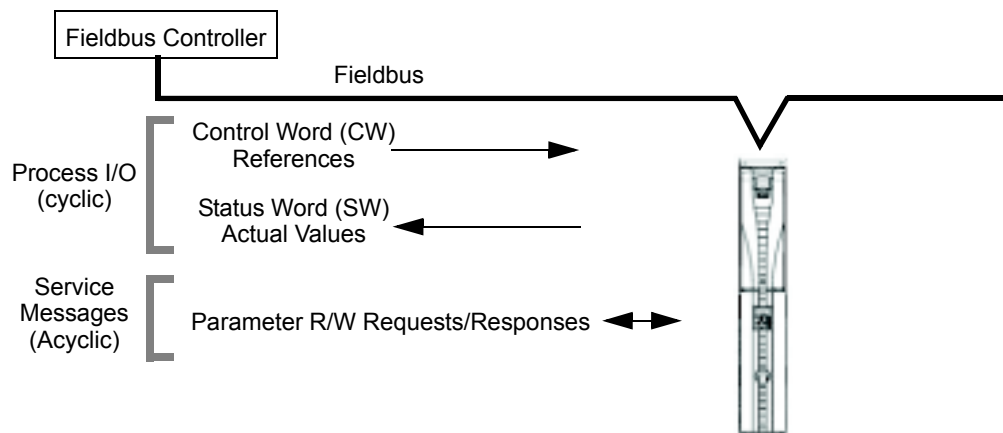 Fieldbus Controller
Fieldbus
Process I/O
(cyclic)
Control Word (CW)
References
Status Word (SW)
Actual Values
Service
Messages
(Acyclic)
Parameter R/W Requests/Responses